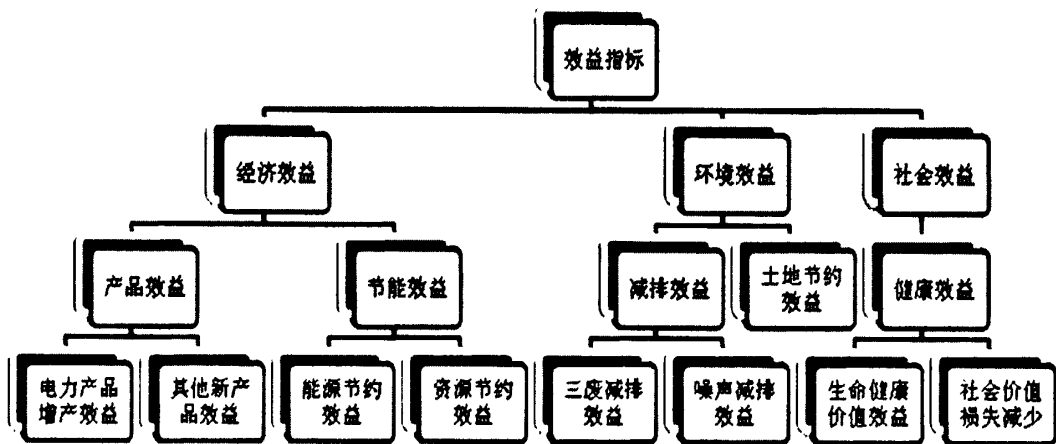 效益指标
经济效益
环境效益
社会效益
产品效益
节能效益
减排效益
土地节约
效益
健康效益
电力产品
增产效益
其他新产
品效益
能源节约
效益
资源节约
效益
三废减排
效益
噪声减排
效益
生命健康
价值效益
社会价值
损失减少